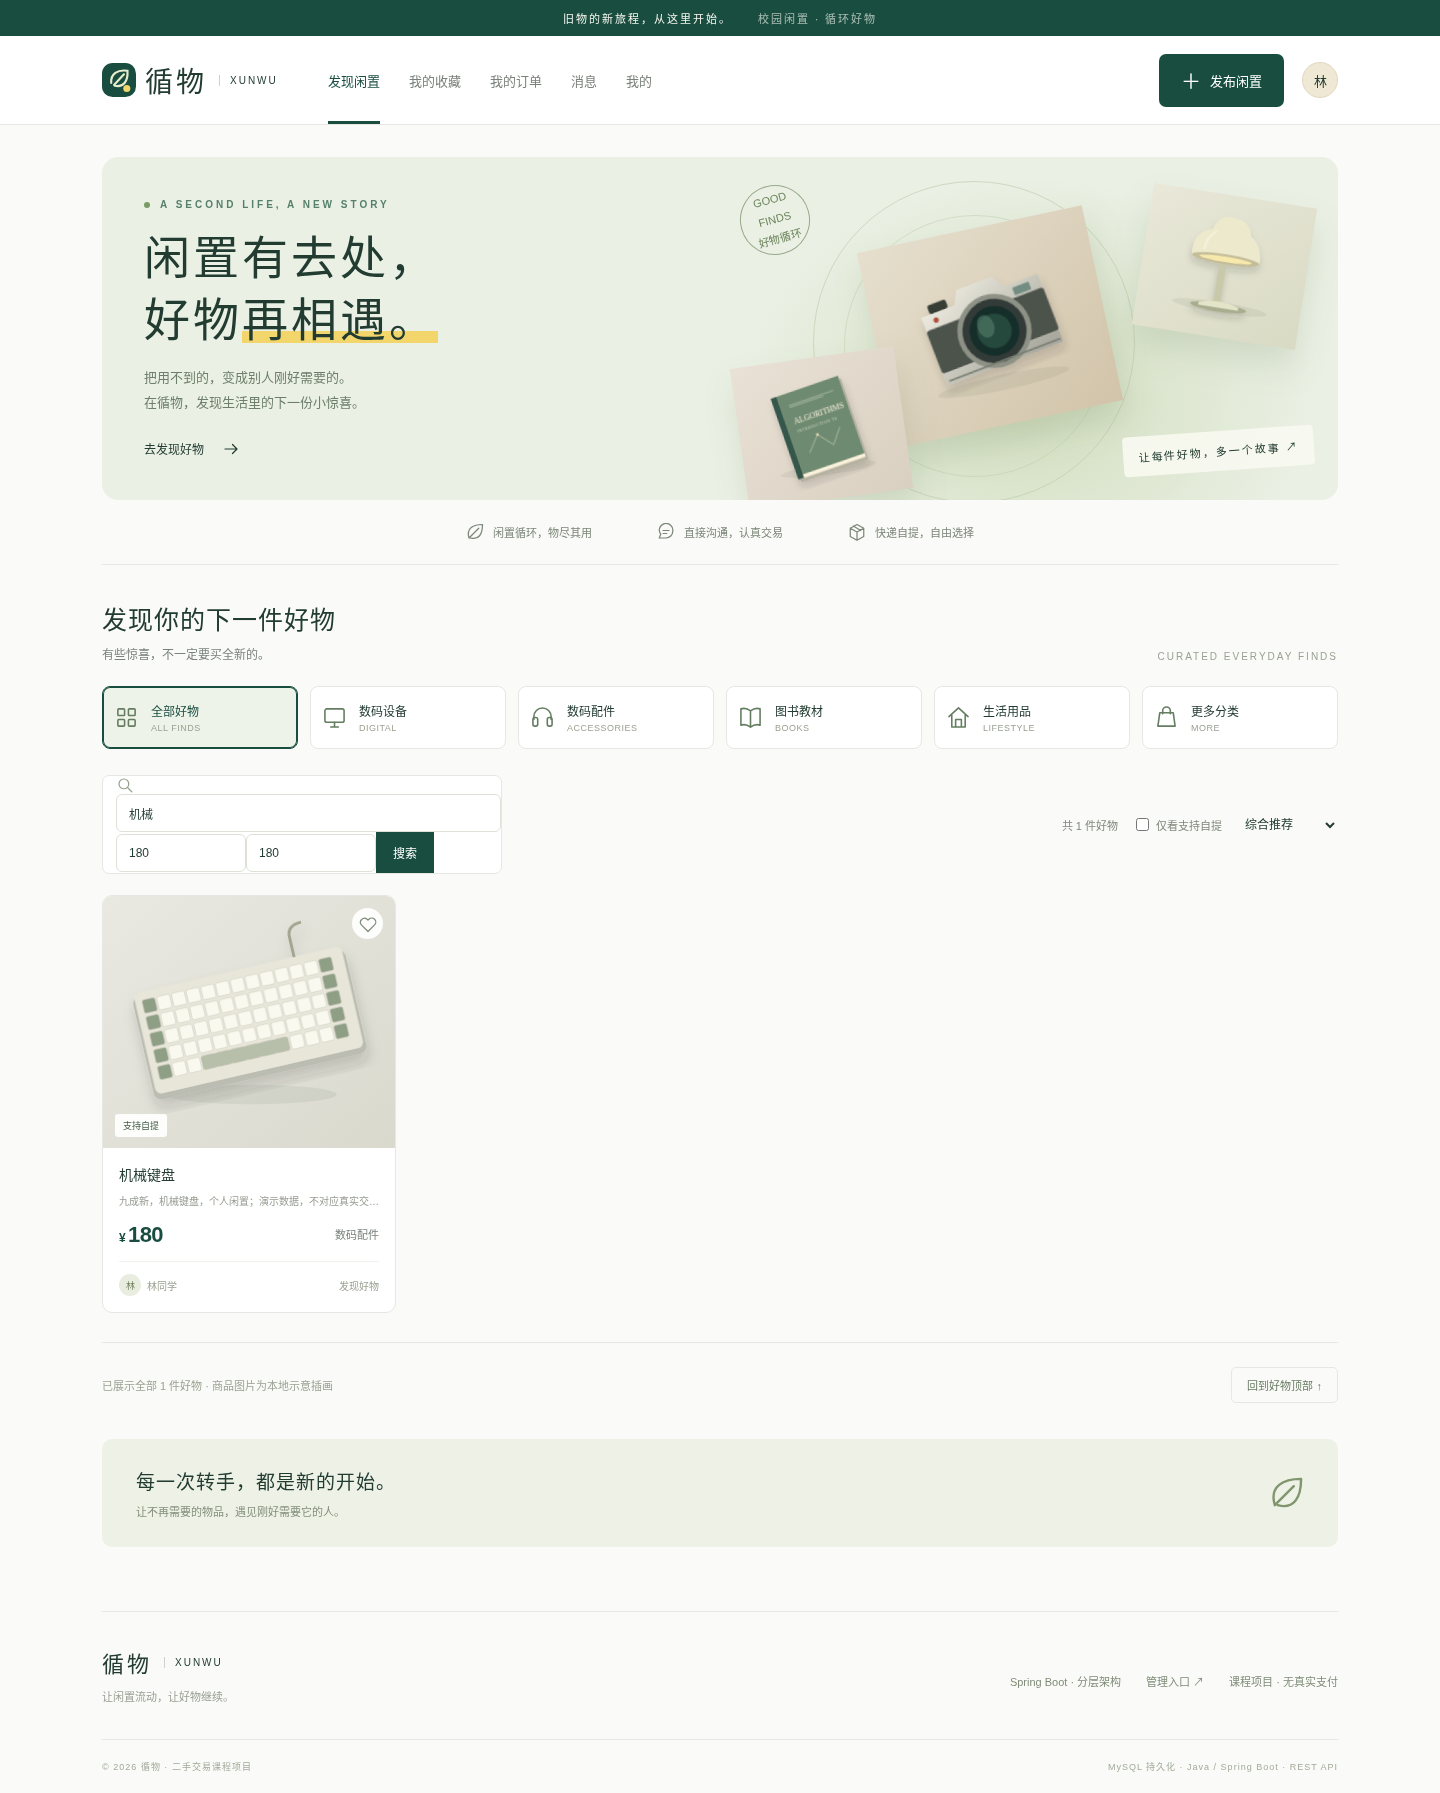 旧物的新旅程，从这里开始。 校园闲置 · 循环好物
循物 XUNWU 发现闲置 我的收藏 我的订单 消息 我的 发布闲置 林
A SECOND LIFE, A NEW STORY
闲置有去处，
好物再相遇。
把用不到的，变成别人刚好需要的。
在循物，发现生活里的下一份小惊喜。
去发现好物 →
GOOD
FINDS
好物循环
ALGORITHMS
让每件好物，多一个故事 ↗
闲置循环，物尽其用 直接沟通，认真交易 快递自提，自由选择
发现你的下一件好物
有些惊喜，不一定要买全新的。 CURATED EVERYDAY FINDS
全部好物 数码设备 数码配件 图书教材 生活用品 更多分类
ALL FINDS DIGITAL ACCESSORIES BOOKS LIFESTYLE MORE
机械
共 1 件好物 仅看支持自提 综合推荐
180 180 搜索
支持自提
机械键盘
九成新，机械键盘，个人闲置；演示数据，不对应真实交...
¥180 数码配件
林 林同学 发现好物
已展示全部 1 件好物 · 商品图片为本地示意插画 回到好物顶部 ↑
每一次转手，都是新的开始。
让不再需要的物品，遇见刚好需要它的人。
循物 XUNWU
让闲置流动，让好物继续。
Spring Boot · 分层架构 管理入口 ↗ 课程项目 · 无真实支付
© 2026 循物 · 二手交易课程项目 MySQL 持久化 · Java / Spring Boot · REST API